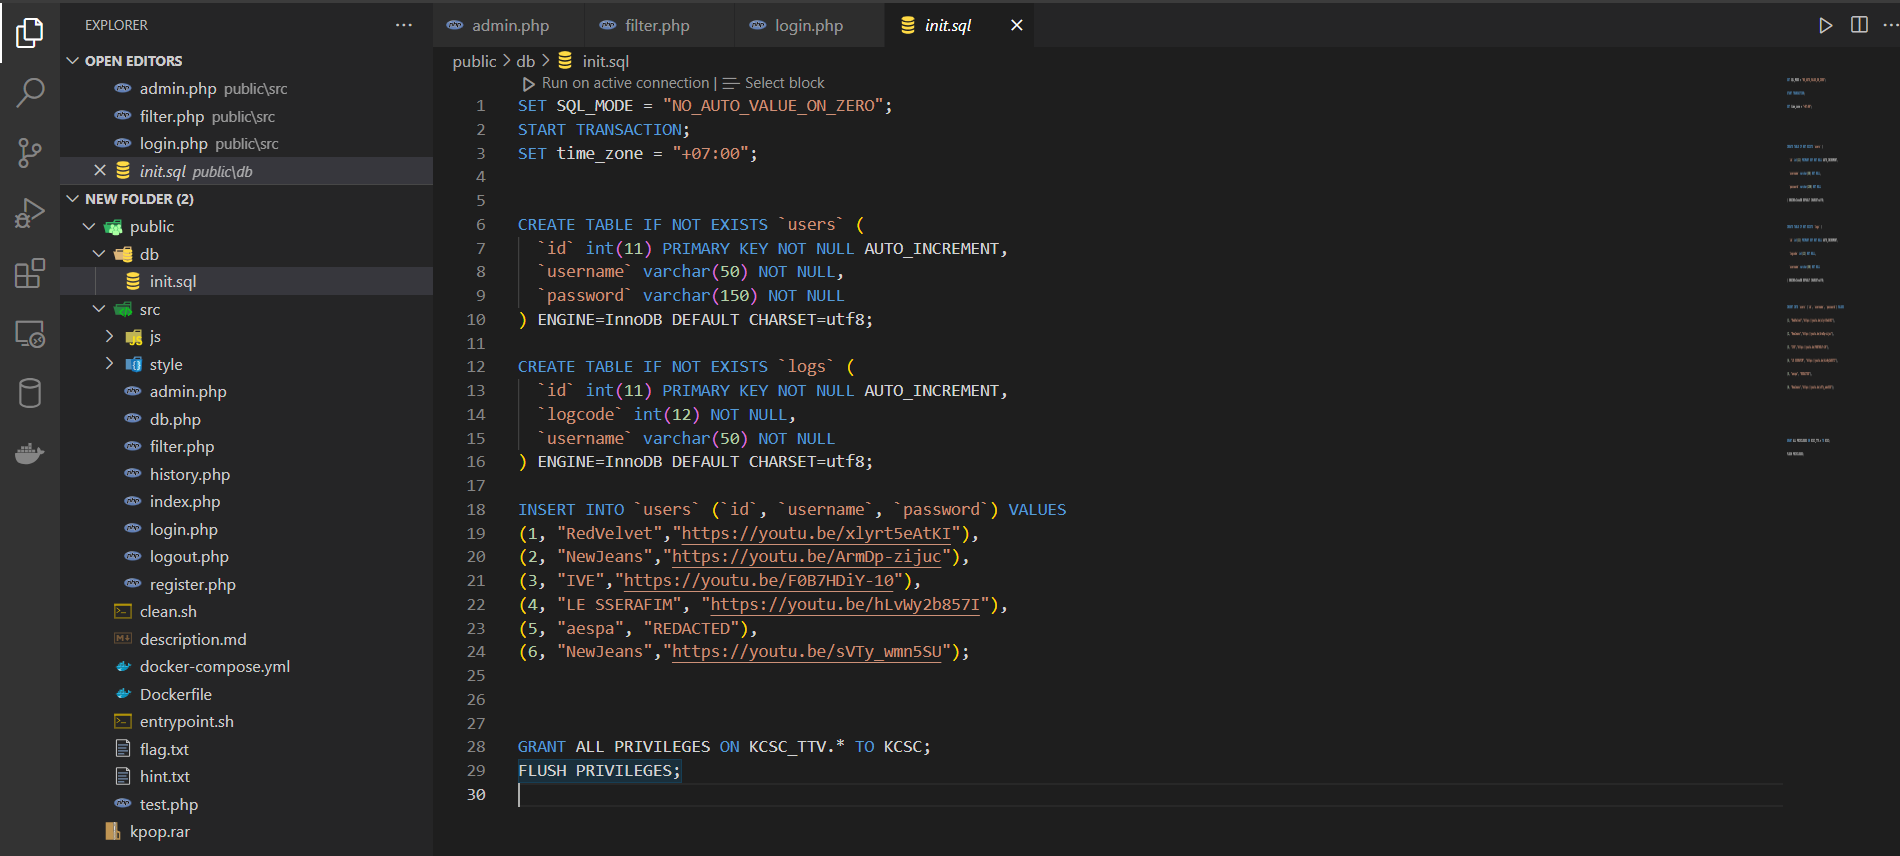 EXPLORER
OPEN EDITORS
admin.php public\src
filter.php public\src
login.php public\src
init.sql public\db
NEW FOLDER (2)
public
db
init.sql
src
js
style
admin.php
db.php
filter.php
history.php
index.php
login.php
logout.php
register.php
clean.sh
description.md
docker-compose.yml
Dockerfile
entrypoint.sh
flag.txt
hint.txt
test.php
kpop.rar
admin.php
filter.php
login.php
init.sql
public > db > init.sql
Run on active connection | Select block
1 SET SQL_MODE = "NO_AUTO_VALUE_ON_ZERO";
2 START TRANSACTION;
3 SET time_zone = "+07:00";
4
5
6 CREATE TABLE IF NOT EXISTS `users` (
7 `id` int(11) PRIMARY KEY NOT NULL AUTO_INCREMENT,
8 `username` varchar(50) NOT NULL,
9 `password` varchar(150) NOT NULL
10 ) ENGINE=InnoDB DEFAULT CHARSET=utf8;
11
12 CREATE TABLE IF NOT EXISTS `logs` (
13 `id` int(11) PRIMARY KEY NOT NULL AUTO_INCREMENT,
14 `logcode` int(12) NOT NULL,
15 `username` varchar(50) NOT NULL
16 ) ENGINE=InnoDB DEFAULT CHARSET=utf8;
17
18 INSERT INTO `users` (`id`, `username`, `password`) VALUES
19 (1, "RedVelvet","https://youtu.be/xlyrt5eAtKI"),
20 (2, "NewJeans","https://youtu.be/ArmDp-zijuc"),
21 (3, "IVE","https://youtu.be/F0B7HDiY-10"),
22 (4, "LE SSERAFIM", "https://youtu.be/hLvWy2b857I"),
23 (5, "aespa", "REDACTED"),
24 (6, "NewJeans","https://youtu.be/sVTy_wmn5SU");
25
26
27
28 GRANT ALL PRIVILEGES ON KCSC_TTV.* TO KCSC;
29 FLUSH PRIVILEGES;
30